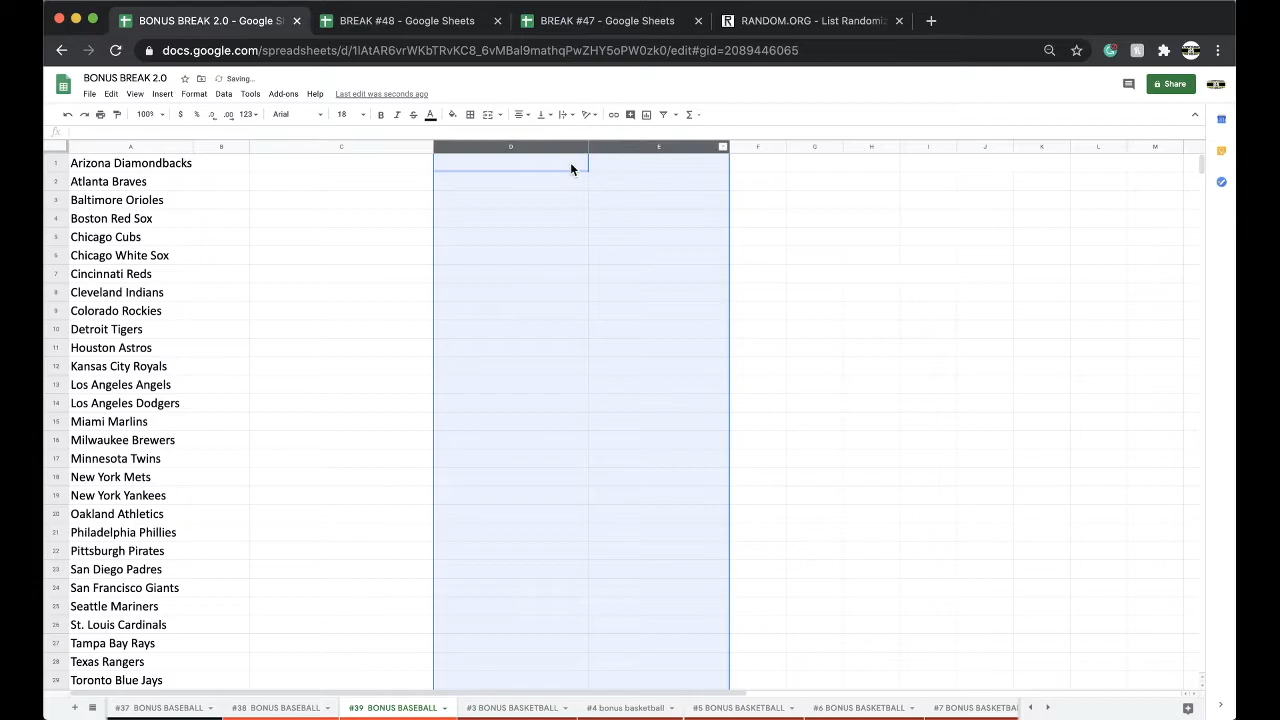 BONUS BREAK 2.0 - Google S
BREAK #48 - Google Sheets
BREAK #47 - Google Sheets
RANDOM.ORG - List Randomiz
docs.google.com/spreadsheets/d/1lAtAR6vrWKbTRvKC8_6vMBal9mathqPwZHY5oPW0zk0/edit#gid=2089446065
BONUS BREAK 2.0
Saving...
File Edit View Insert Format Data Tools Add-ons Help Last edit was seconds ago
Share
100% $ % .0 .00 123 Arial 18 B I S A
fx
A B C D E F G H I J K L M
1 Arizona Diamondbacks
2 Atlanta Braves
3 Baltimore Orioles
4 Boston Red Sox
5 Chicago Cubs
6 Chicago White Sox
7 Cincinnati Reds
8 Cleveland Indians
9 Colorado Rockies
10 Detroit Tigers
11 Houston Astros
12 Kansas City Royals
13 Los Angeles Angels
14 Los Angeles Dodgers
15 Miami Marlins
16 Milwaukee Brewers
17 Minnesota Twins
18 New York Mets
19 New York Yankees
20 Oakland Athletics
21 Philadelphia Phillies
22 Pittsburgh Pirates
23 San Diego Padres
24 San Francisco Giants
25 Seattle Mariners
26 St. Louis Cardinals
27 Tampa Bay Rays
28 Texas Rangers
29 Toronto Blue Jays
#37 BONUS BASEBALL #38 BONUS BASEBALL #39 BONUS BASEBALL #3 BONUS BASKETBALL #4 bonus basketball #5 BONUS BASKETBALL #6 BONUS BASKETBALL #7 BONUS BASKETBA